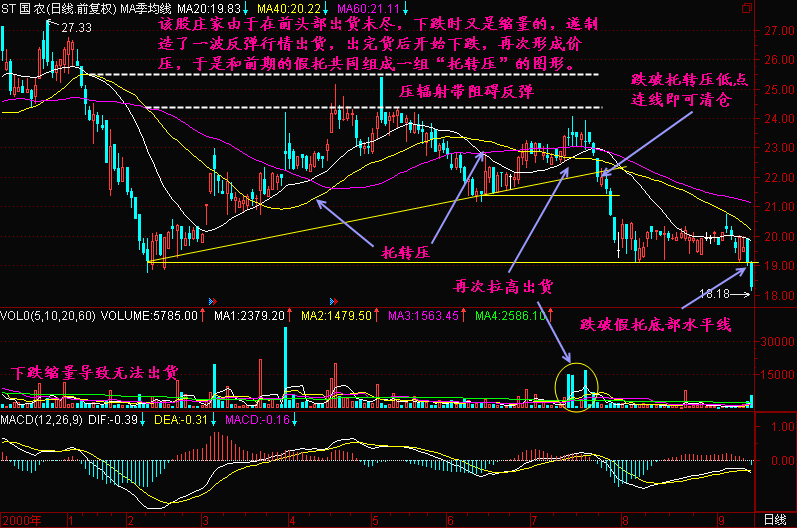 ST 国 农(日线.前复权) MA季均线 MA20:19.83↓ MA40:20.22↓ MA60:21.11↓
27.33
该股庄家由于在前头部出货未尽，下跌时又是缩量的，遂制
造了一波反弹行情出货，出完货后开始下跌，再次形成价
压，于是和前期的假托共同组成一组“托转压”的图形。
压辐射带阻碍反弹
跌破托转压低点
连线即可清仓
27.00
26.00
25.00
24.00
23.00
22.00
21.00
20.00
19.00
18.00
托转压
再次拉高出货
18.18
跌破假托底部水平线
VOL0(5,10,20,60) VOLUME:5785.00↑ MA1:2379.20↑ MA2:1479.50↑ MA3:1563.45↑ MA4:2586.10↑
30000
15000
下跌缩量导致无法出货
MACD(12,26,9) DIF:-0.39↓ DEA:-0.31↓ MACD:-0.16↓
1.00
0.00
2000年 1 2 3 4 5 6 7 8 9 日线